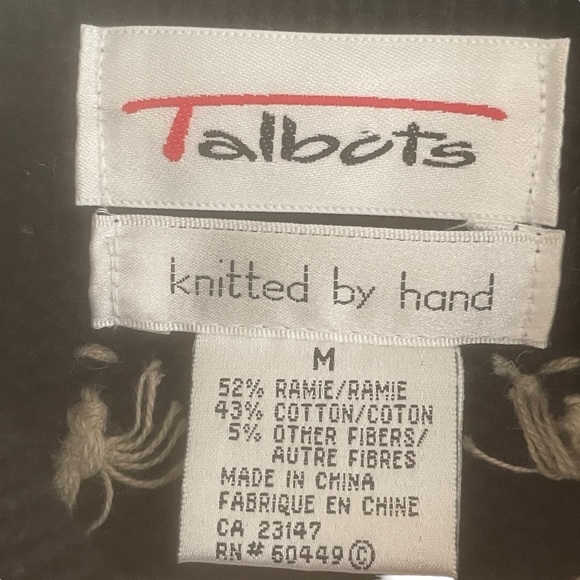 Talbots
knitted by hand
M
52% RAMIE/RAMIE
43% COTTON/COTON
5% OTHER FIBERS/
AUTRE FIBRES
MADE IN CHINA
FABRIQUE EN CHINE
CA 23147
RN# 60449 ©